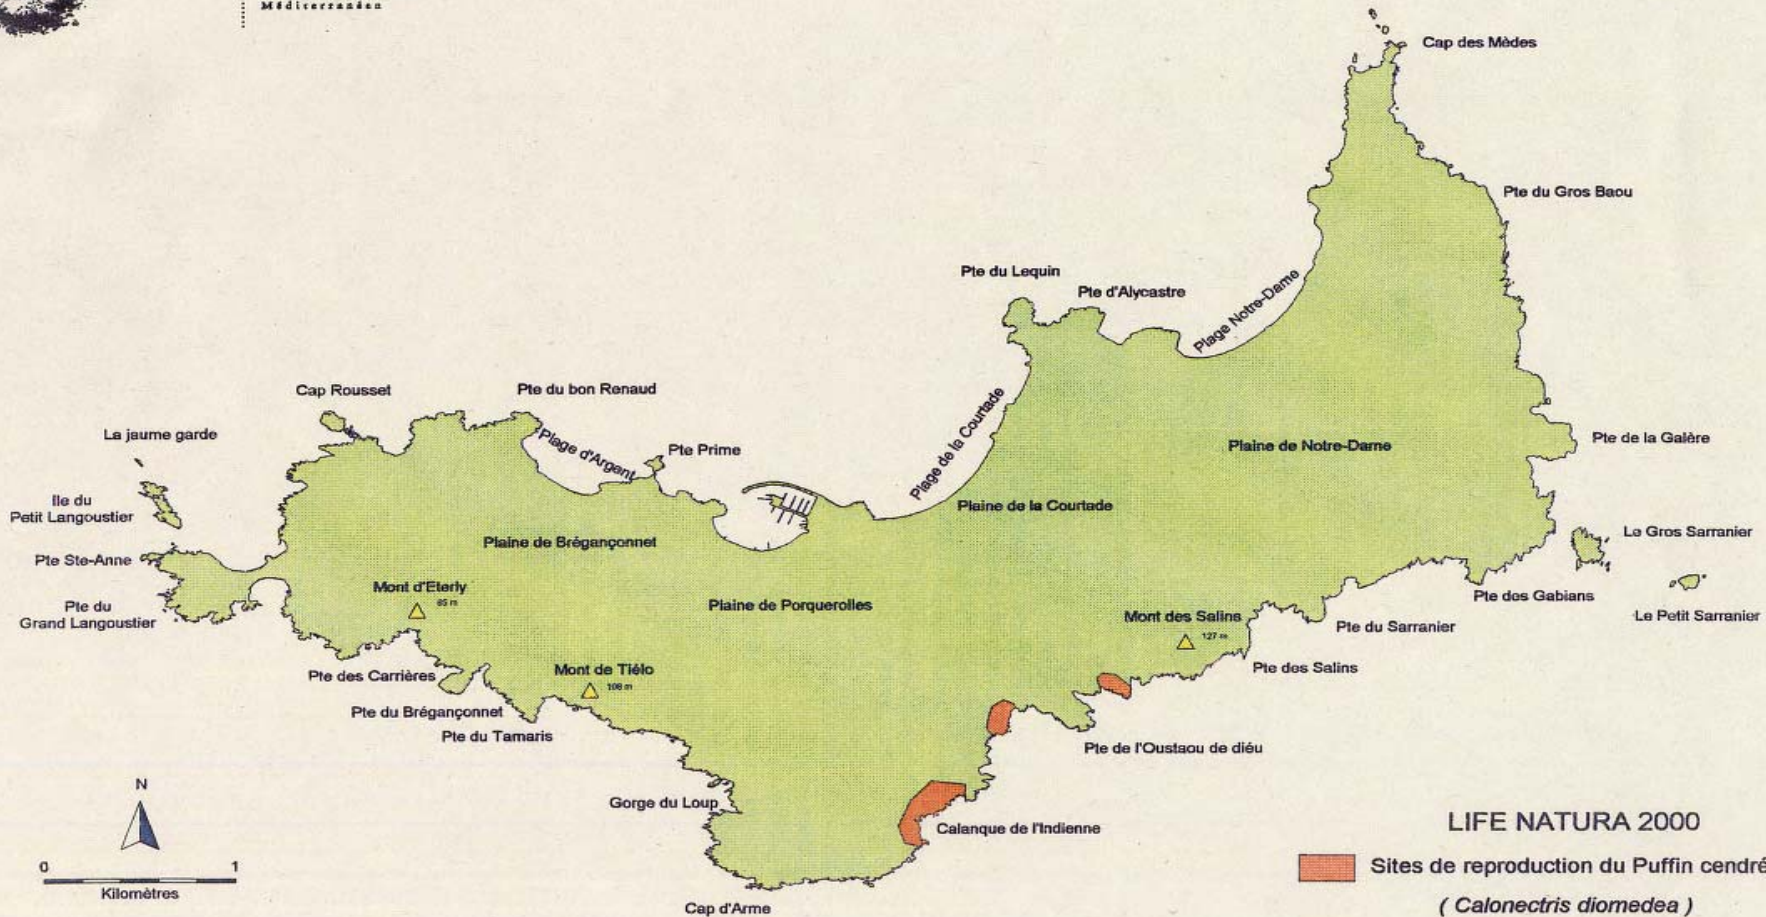 Méditerranéen
Cap des Mèdes
Pte du Gros Baou
Pte du Lequin
Pte d'Alycastre
Plage Notre-Dame
Cap Rousset
Pte du bon Renaud
Plage de la Courtade
La jaume garde
Plage d'Argent
Pte Prime
Plaine de Notre-Dame
Pte de la Galère
Ile du
Petit Langoustier
Plaine de la Courtade
Plaine de Brégançonnet
Le Gros Sarranier
Pte Ste-Anne
Mont d'Eterly
85 m
Plaine de Porquerolles
Pte des Gabians
Pte du
Grand Langoustier
Mont des Salins
127 m
Le Petit Sarranier
Pte du Sarranier
Pte des Carrières
Mont de Tiélo
108 m
Pte des Salins
Pte du Brégançonnet
Pte du Tamaris
Pte de l'Oustaou de diéu
N
Gorge du Loup
Calanque de l'Indienne
LIFE NATURA 2000
0 1
Kilomètres
Sites de reproduction du Puffin cendré
Cap d'Arme
( Calonectris diomedea )